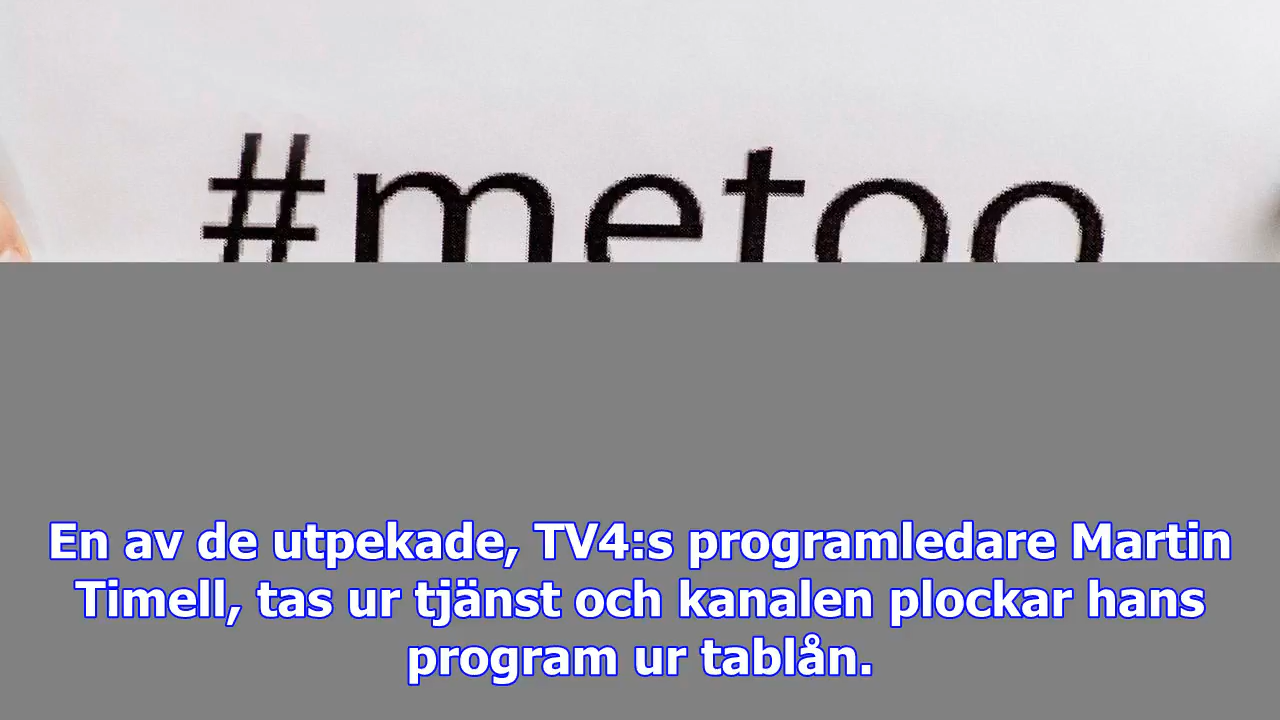 #metoo
En av de utpekade, TV4:s programledare Martin
Timell, tas ur tjänst och kanalen plockar hans
program ur tablån.